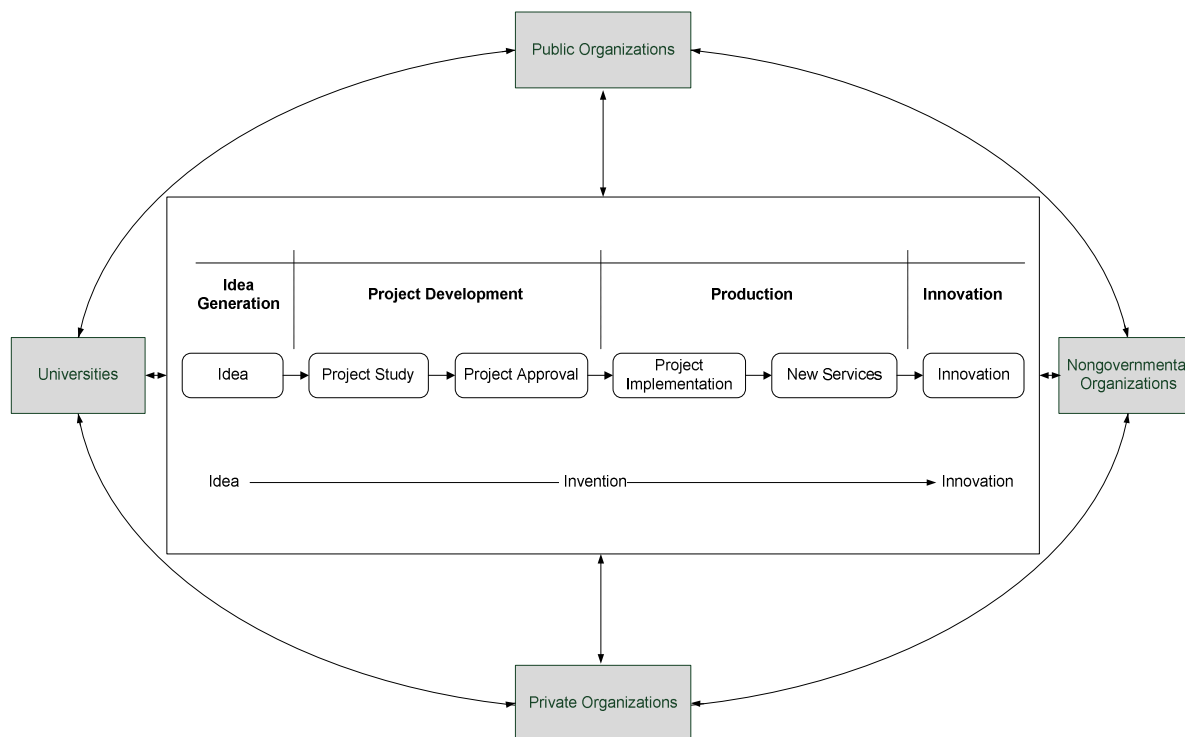 Public Organizations
Idea
Generation
Project Development
Production
Innovation
Universities
Idea
Project Study
Project Approval
Project
Implementation
New Services
Innovation
Nongovernmenta
Organizations
Idea
Invention
Innovation
Private Organizations